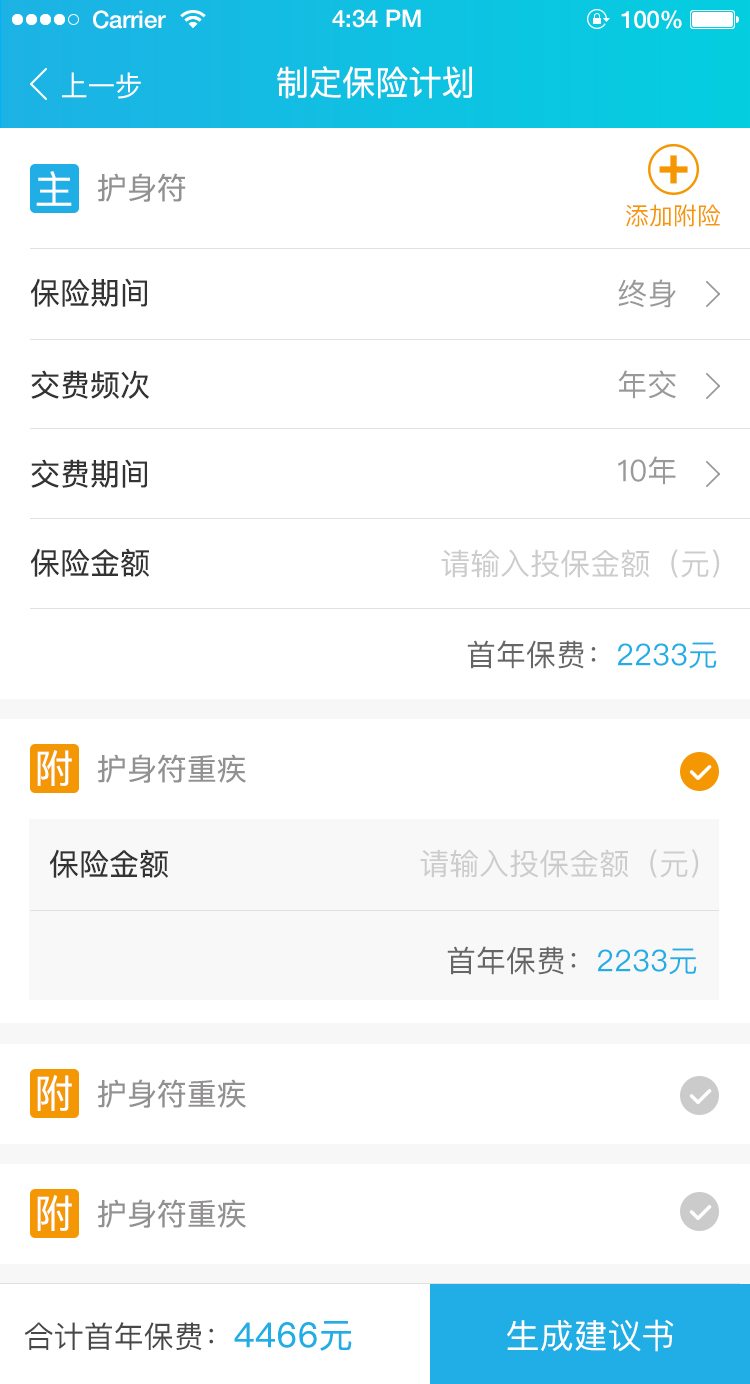 Carrier 4:34 PM 100%
上一步 制定保险计划
主 护身符
添加附险
保险期间 终身
交费频次 年交
交费期间 10年
保险金额 请输入投保金额（元）
首年保费：2233元
附 护身符重疾
保险金额 请输入投保金额（元）
首年保费：2233元
附 护身符重疾
附 护身符重疾
合计首年保费：4466元 生成建议书